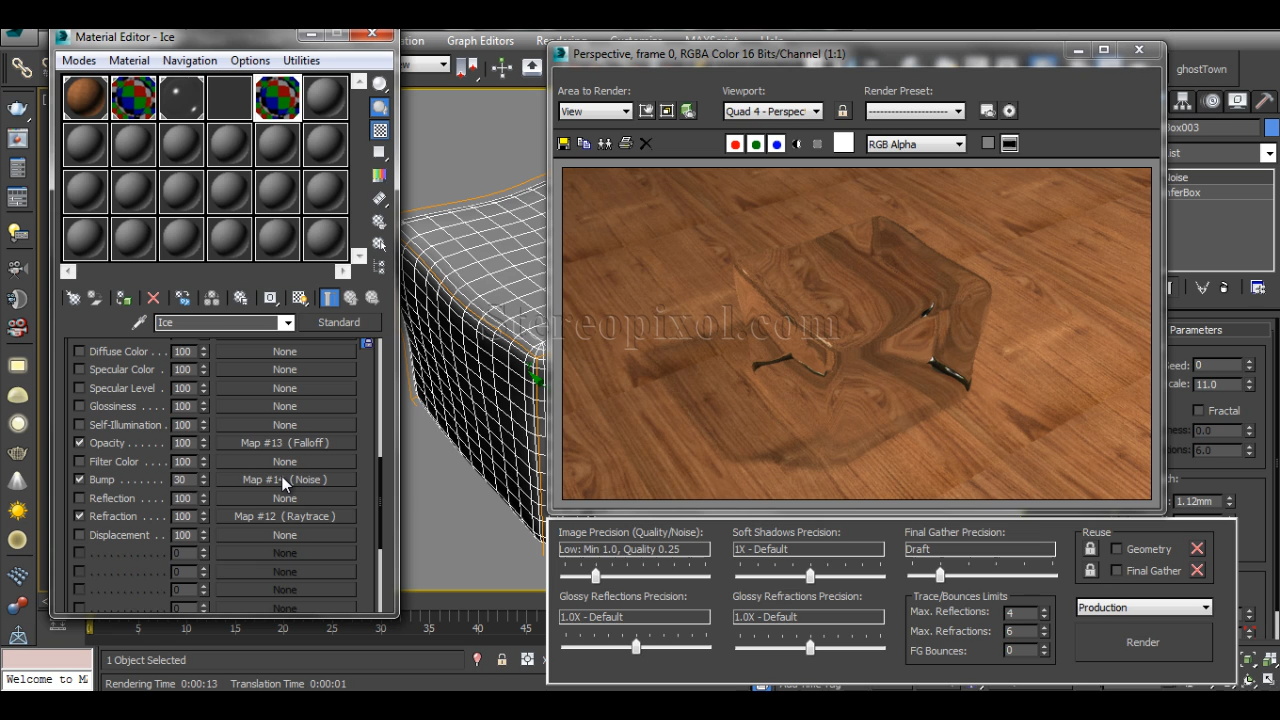 Material Editor - Ice
Modes Material Navigation Options Utilities
Ice
Standard
Diffuse Color . . . 100 None
Specular Color . 100 None
Specular Level . 100 None
Glossiness . . . . 100 None
Self-Illumination . 100 None
Opacity . . . . . . 100 Map #13 (Falloff)
Filter Color . . . . 100 None
Bump . . . . . . . 30 (Noise)
Reflection . . . . 100 None
Refraction . . . . 100 Map #12 (Raytrace)
Displacement . . 100 None
0 None
0 None
0 None
0 None
Graph Editors
Perspective, frame 0, RGBA Color 16 Bits/Channel (1:1)
Area to Render:
View
Viewport:
Quad 4 - Perspect
Render Preset:
RGB Alpha
stereopixol.com
Image Precision (Quality/Noise):
Low: Min 1.0, Quality 0.25
Soft Shadows Precision:
1X - Default
Final Gather Precision:
Draft
Glossy Reflections Precision:
1.0X - Default
Glossy Refractions Precision:
1.0X - Default
Trace/Bounces Limits
Max. Reflections: 4
Max. Refractions: 6
FG Bounces: 0
Reuse
Geometry
Final Gather
Production
Render
ghostTown
Box003
Parameters
0
11.0
Fractal
0.0
6.0
1.12mm
5 10 15 20 25 30 35 40 45 50
1 Object Selected
Welcome to
Rendering Time 0:00:13 Translation Time 0:00:01